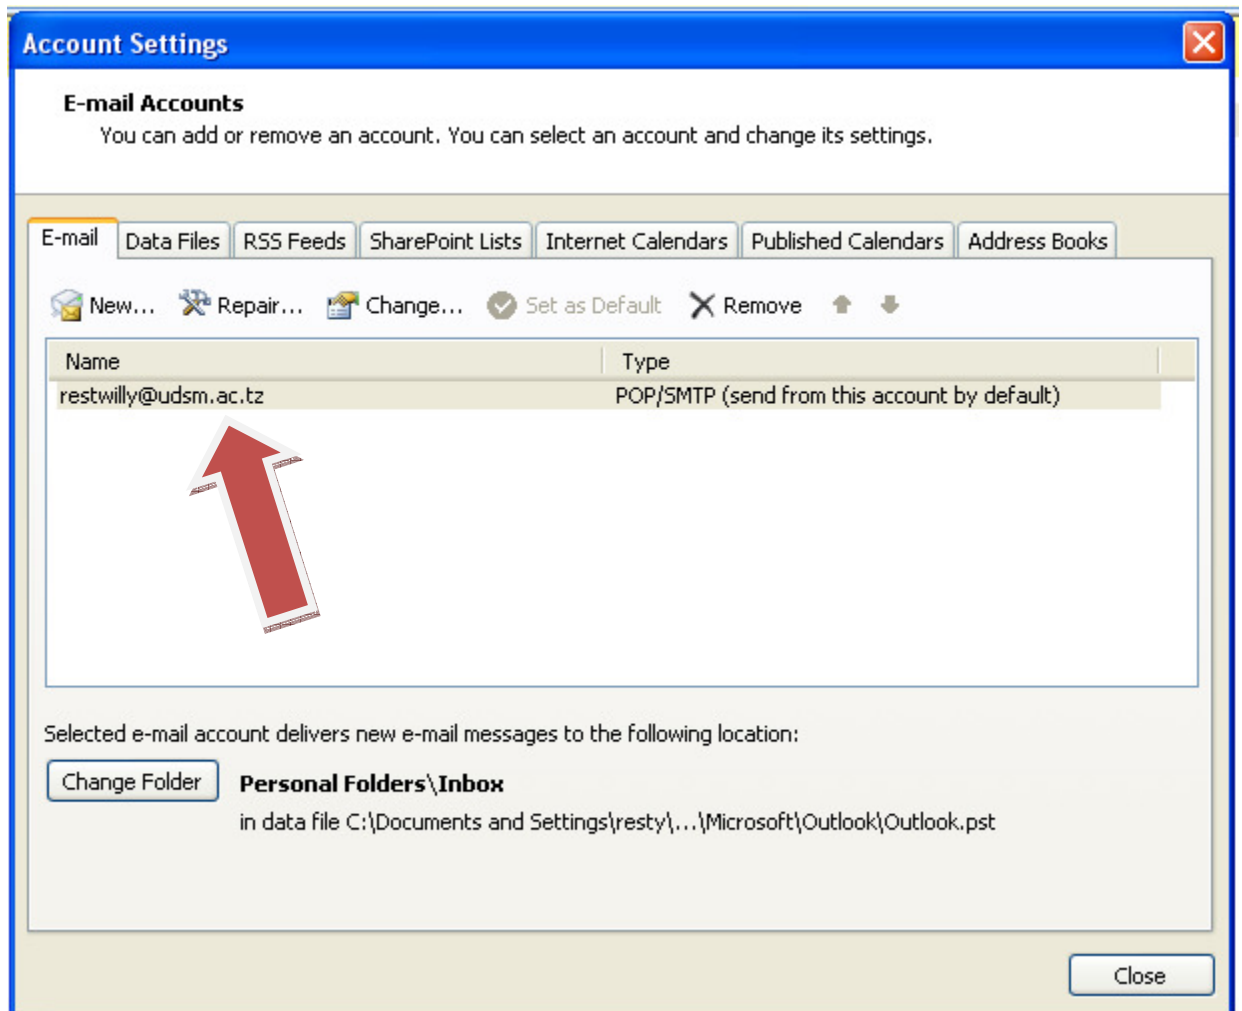 Account Settings
E-mail Accounts
You can add or remove an account. You can select an account and change its settings.
E-mail Data Files RSS Feeds SharePoint Lists Internet Calendars Published Calendars Address Books
New... Repair... Change... Set as Default Remove
Name Type
restwilly@udsm.ac.tz POP/SMTP (send from this account by default)
Selected e-mail account delivers new e-mail messages to the following location:
Change Folder Personal Folders\Inbox
in data file C:\Documents and Settings\resty\...\Microsoft\Outlook\Outlook.pst
Close